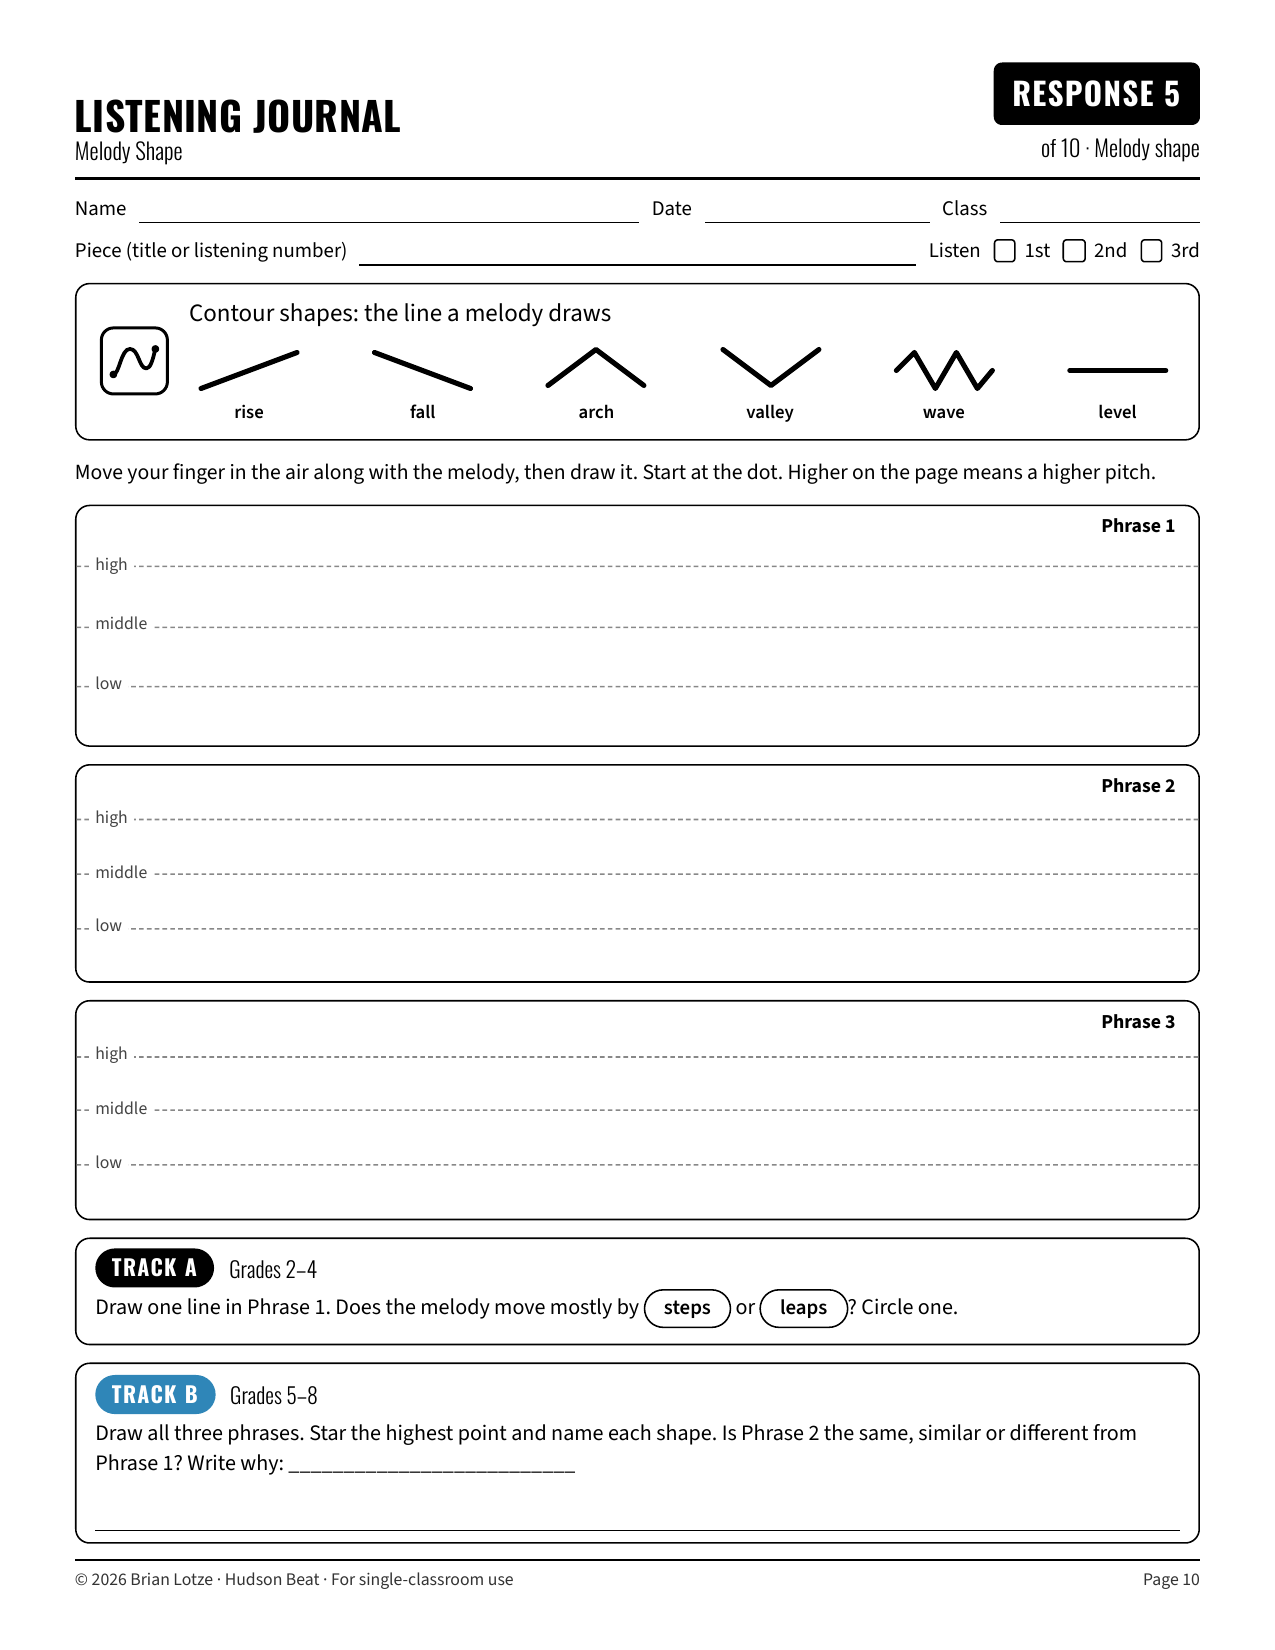 LISTENING JOURNAL
Melody Shape
RESPONSE 5
of 10 · Melody shape
Name Date Class
Piece (title or listening number) Listen 1st 2nd 3rd
Contour shapes: the line a melody draws
rise fall arch valley wave level
Move your finger in the air along with the melody, then draw it. Start at the dot. Higher on the page means a higher pitch.
Phrase 1
high
middle
low
Phrase 2
high
middle
low
Phrase 3
high
middle
low
TRACK A Grades 2–4
Draw one line in Phrase 1. Does the melody move mostly by steps or leaps? Circle one.
TRACK B Grades 5–8
Draw all three phrases. Star the highest point and name each shape. Is Phrase 2 the same, similar or different from
Phrase 1? Write why: __________________________
© 2026 Brian Lotze · Hudson Beat · For single-classroom use Page 10